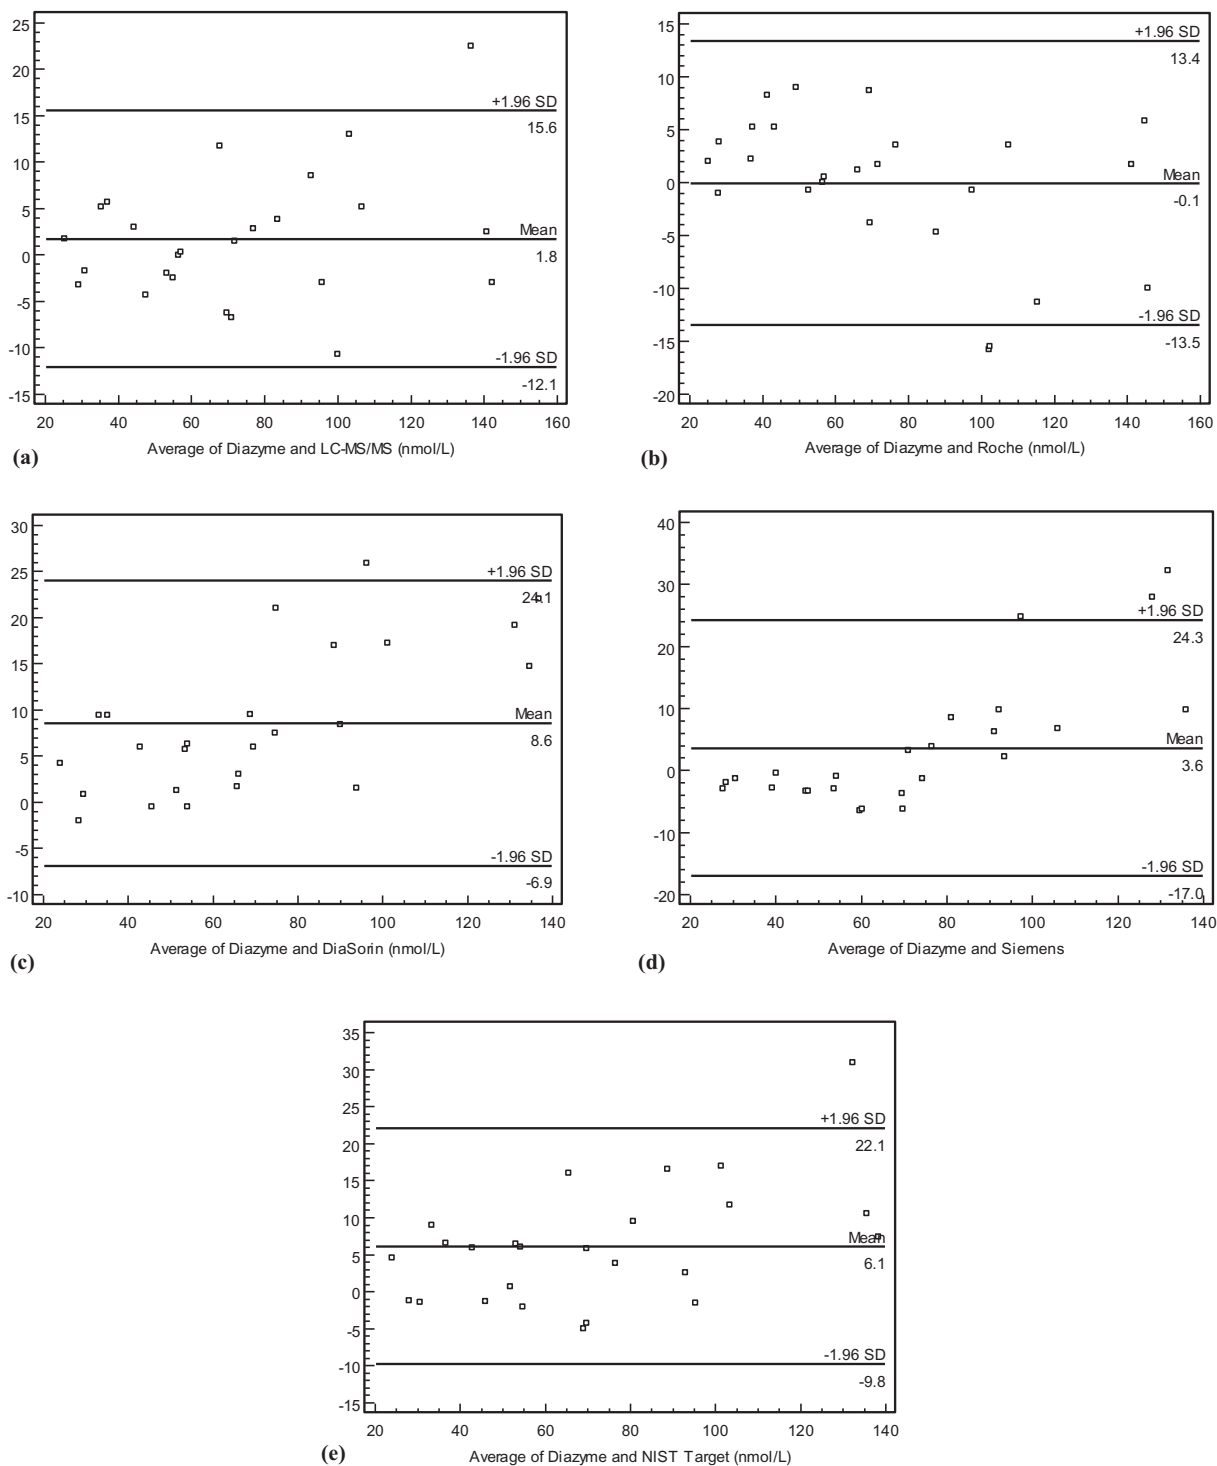 25
20
15
10
5
0
-5
-10
-15
+1.96 SD
15.6
Mean
1.8
-1.96 SD
-12.1
20 40 60 80 100 120 140 160
Average of Diazyme and LC-MS/MS (nmol/L)
(a)
15
10
5
0
-5
-10
-15
-20
+1.96 SD
13.4
Mean
-0.1
-1.96 SD
-13.5
20 40 60 80 100 120 140 160
Average of Diazyme and Roche (nmol/L)
(b)
30
25
20
15
10
5
0
-5
-10
+1.96 SD
24.1
Mean
8.6
-1.96 SD
-6.9
20 40 60 80 100 120 140
Average of Diazyme and DiaSorin (nmol/L)
(c)
40
30
20
10
0
-10
-20
+1.96 SD
24.3
Mean
3.6
-1.96 SD
-17.0
20 40 60 80 100 120 140
Average of Diazyme and Siemens
(d)
35
30
25
20
15
10
5
0
-5
-10
-15
+1.96 SD
22.1
Mean
6.1
-1.96 SD
-9.8
20 40 60 80 100 120 140
Average of Diazyme and NIST Target (nmol/L)
(e)